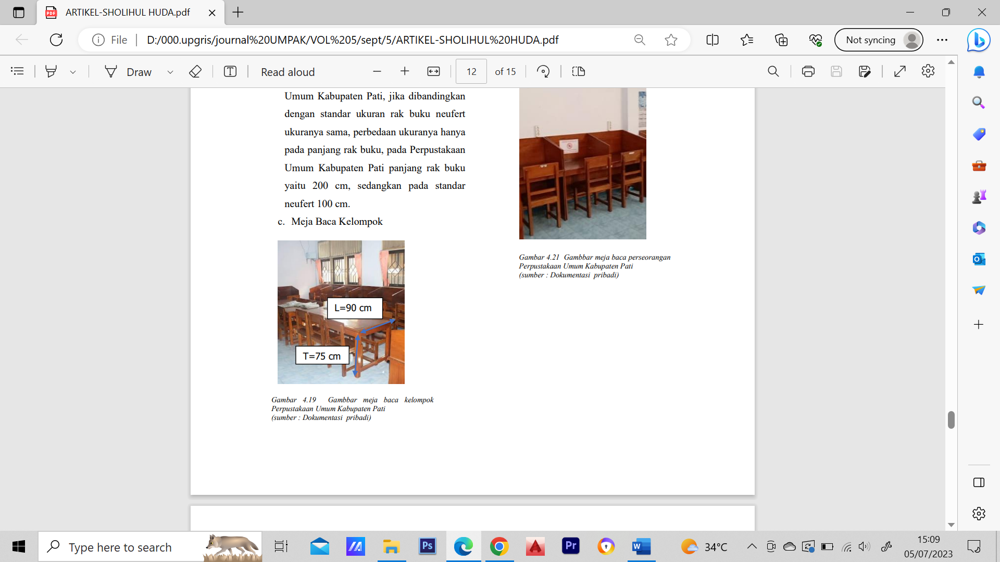 ARTIKEL-SHOLIHUL HUDA.pdf
File
D:/000.upgris/journal%20UMPAK/VOL%205/sept/5/ARTIKEL-SHOLIHUL%20HUDA.pdf
Not syncing
Draw
Read aloud
12 of 15
Umum Kabupaten Pati, jika dibandingkan
dengan standar ukuran rak buku neufert
ukuranya sama, perbedaan ukuranya hanya
pada panjang rak buku, pada Perpustakaan
Umum Kabupaten Pati panjang rak buku
yaitu 200 cm, sedangkan pada standar
neufert 100 cm.
c. Meja Baca Kelompok
L=90 cm
T=75 cm
Gambar 4.19 Gambbar meja baca kelompok
Perpustakaan Umum Kabupaten Pati
(sumber : Dokumentasi pribadi)
Gambar 4.21 Gambbar meja baca perseorangan
Perpustakaan Umum Kabupaten Pati
(sumber : Dokumentasi pribadi)
Type here to search
Ps
Pr
W
34°C
15:09
05/07/2023